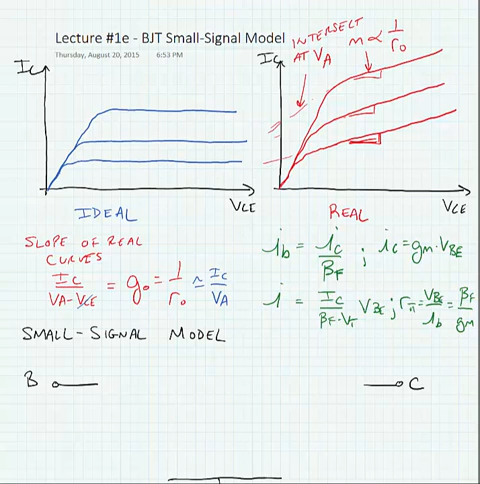 Lecture #1e - BJT Small-Signal Model
Thursday, August 20, 2015 6:53 PM
INTERSECT
AT VA
m ∝ 1/ro
Ic
Ic
VCE
VCE
IDEAL
REAL
SLOPE OF REAL
CURVES
Ic/(VA-VCE) = go = 1/ro ≈ Ic/VA
ib = ic/βF ; ic = gm·VBE
i = Ic/(βF·VT) VBE ; rπ = VBE/ib = βF/gm
SMALL-SIGNAL MODEL
B
C